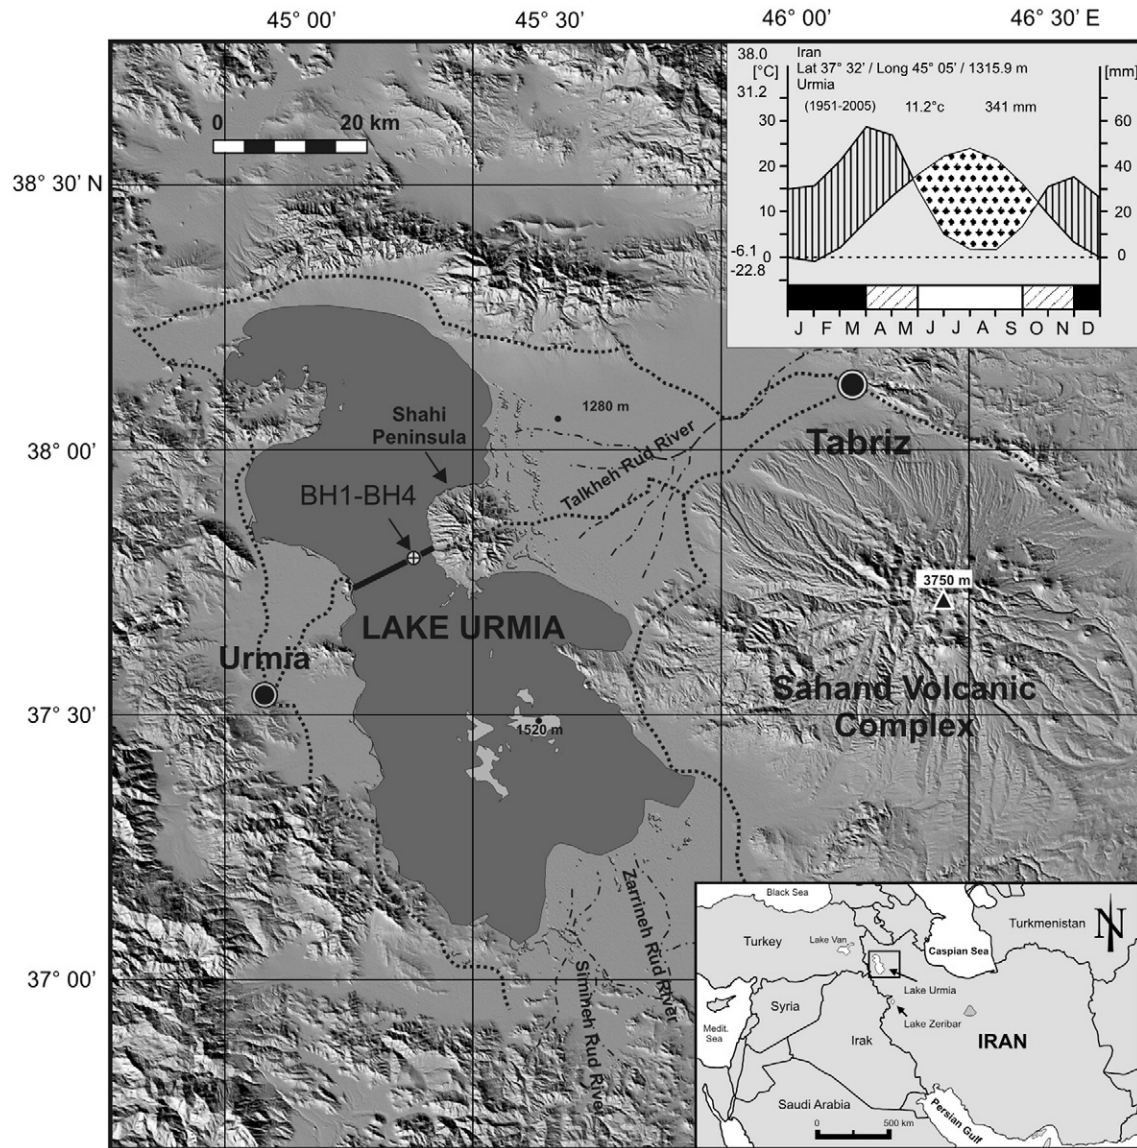 45° 00’
45° 30’
46° 00’
46° 30’ E
38° 30’ N
38° 00’
37° 30’
37° 00’
0 20 km
38.0
[°C]
31.2
30
20
10
-6.1
0
-22.8
Iran
Lat 37° 32’ / Long 45° 05’ / 1315.9 m
Urmia
(1951-2005) 11.2°c 341 mm
[mm]
60
40
20
0
J F M A M J J A S O N D
1280 m
Shahi
Peninsula
BH1-BH4
Talkheh Rud River
Tabriz
3750 m
LAKE URMIA
Urmia
Sahand Volcanic
Complex
1520 m
Zarrineh Rud River
Simineh Rud River
Black Sea
Turkey
Lake Van
Caspian Sea
Turkmenistan
N
Lake Urmia
Lake Zeribar
Syria
Medit.
Sea
Irak
IRAN
Saudi Arabia
Persian Gulf
0 500 km